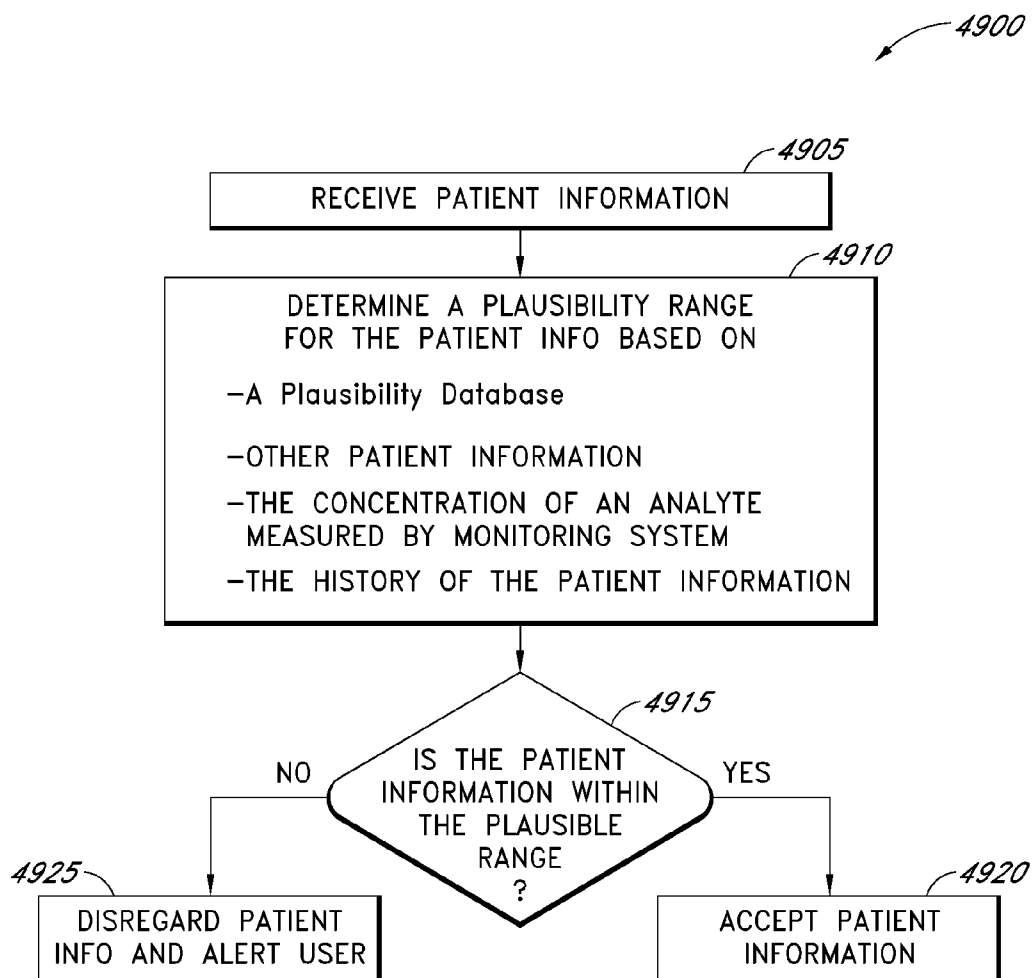 4900
4905
RECEIVE PATIENT INFORMATION
4910
DETERMINE A PLAUSIBILITY RANGE
FOR THE PATIENT INFO BASED ON
-A Plausibility Database
-OTHER PATIENT INFORMATION
-THE CONCENTRATION OF AN ANALYTE
MEASURED BY MONITORING SYSTEM
-THE HISTORY OF THE PATIENT INFORMATION
4915
IS THE PATIENT
INFORMATION WITHIN
THE PLAUSIBLE
RANGE
?
NO
YES
4925
DISREGARD PATIENT
INFO AND ALERT USER
4920
ACCEPT PATIENT
INFORMATION